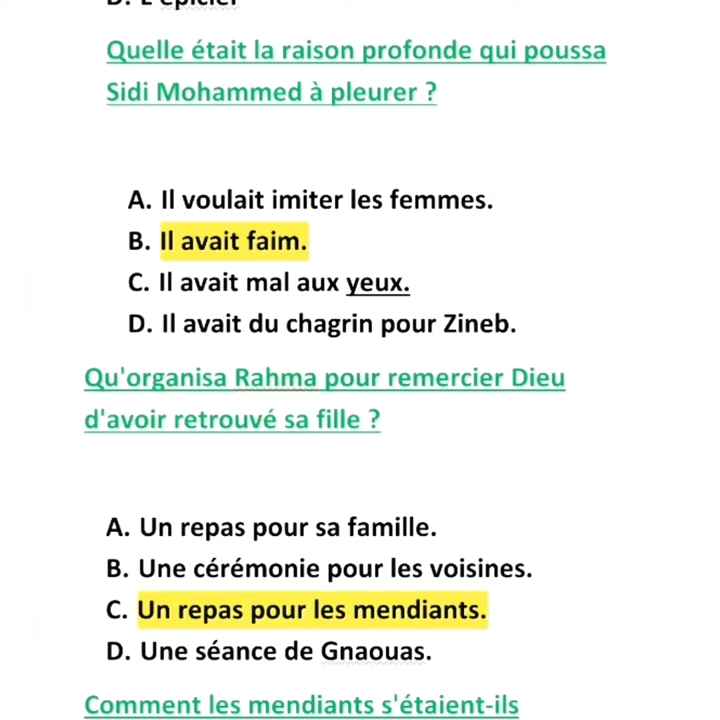 D. L'épicier
Quelle était la raison profonde qui poussa
Sidi Mohammed à pleurer ?
A. Il voulait imiter les femmes.
B. Il avait faim.
C. Il avait mal aux yeux.
D. Il avait du chagrin pour Zineb.
Qu'organisa Rahma pour remercier Dieu
d'avoir retrouvé sa fille ?
A. Un repas pour sa famille.
B. Une cérémonie pour les voisines.
C. Un repas pour les mendiants.
D. Une séance de Gnaouas.
Comment les mendiants s'étaient-ils